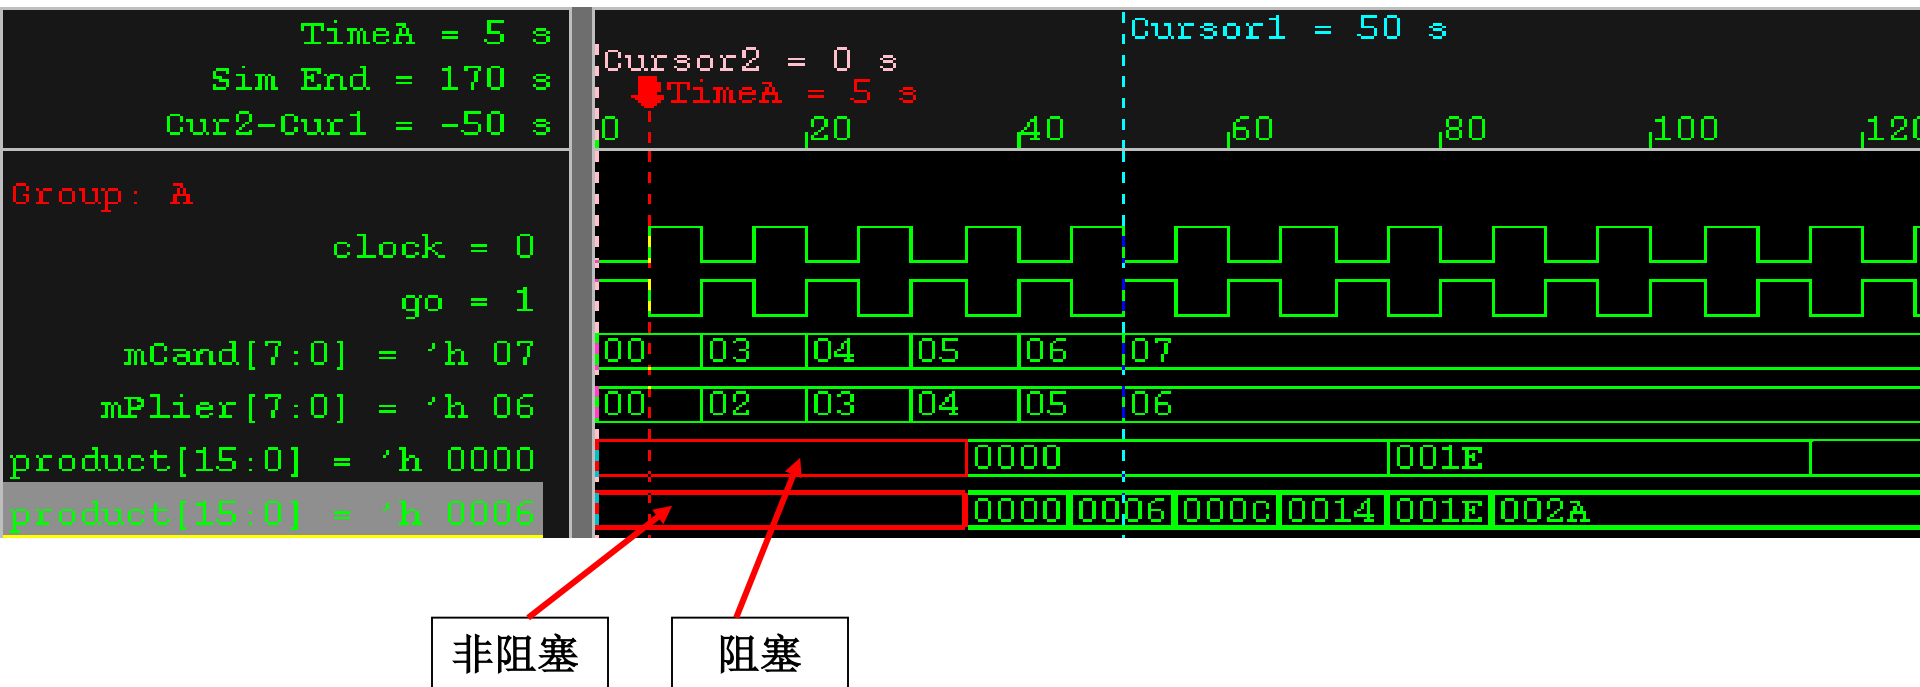 TimeA = 5 s
Sim End = 170 s
Cur2-Cur1 = -50 s
Cursor1 = 50 s
Cursor2 = 0 s
TimeA = 5 s
0 20 40 60 80 100 120
Group: A
clock = 0
go = 1
mCand[7:0] = 'h 07
00 03 04 05 06 07
mPlier[7:0] = 'h 06
00 02 03 04 05 06
product[15:0] = 'h 0000
0000 001E
product[15:0] = 'h 0006
0000 0006 000C 0014 001E 002A
非阻塞
阻塞